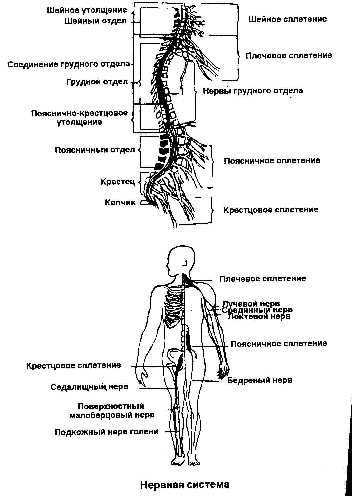 Шейное утолщение
Шейный отдел
Шейное сплетение
Плечевое сплетение
Соединение грудного отдела
Грудной отдел
Нервы грудного отдела
Пояснично-крестцовое
утолщение
Поясничный отдел
Поясничное сплетение
Крестец
Копчик
Крестцовое сплетение
Плечевое сплетение
Лучевой нерв
Срединный нерв
Локтевой нерв
Поясничное сплетение
Крестцовое сплетение
Седалищный нерв
Бедреный нерв
Поверхностный
малоберцовый нерв
Подкожный нерв голени
Нервная система